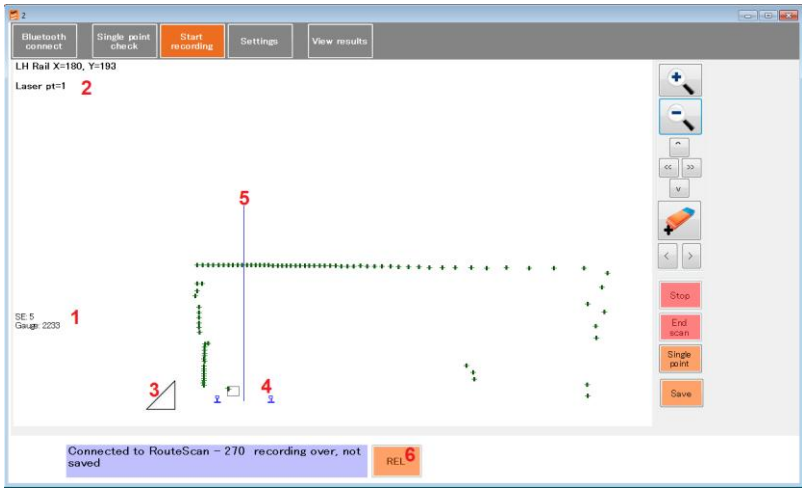 2
Bluetooth
connect
Single point
check
Start
recording
Settings
View results
LH Rail X=180, Y=193
Laser pt=1
2
5
SE: 5
Gauge: 2233
1
3
4
<<
>>
v
<
>
Stop
End
scan
Single
point
Save
Connected to RouteScan - 270 recording over, not
saved
REL
6